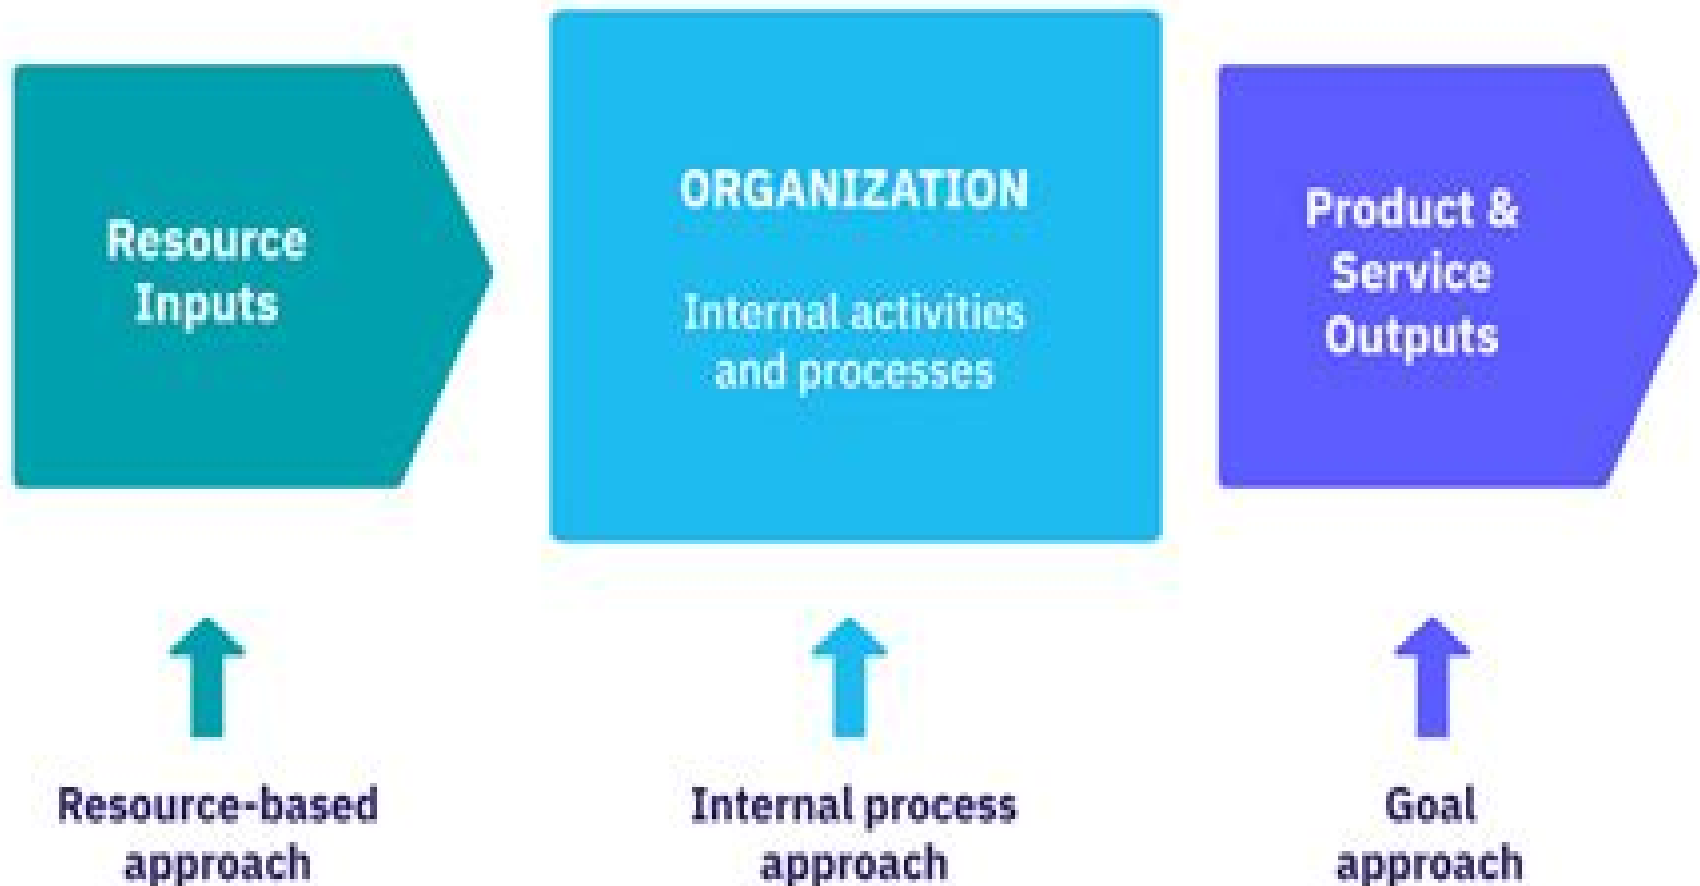 Resource
Inputs
ORGANIZATION
Internal activities
and processes
Product &
Service
Outputs
Resource-based
approach
Internal process
approach
Goal
approach